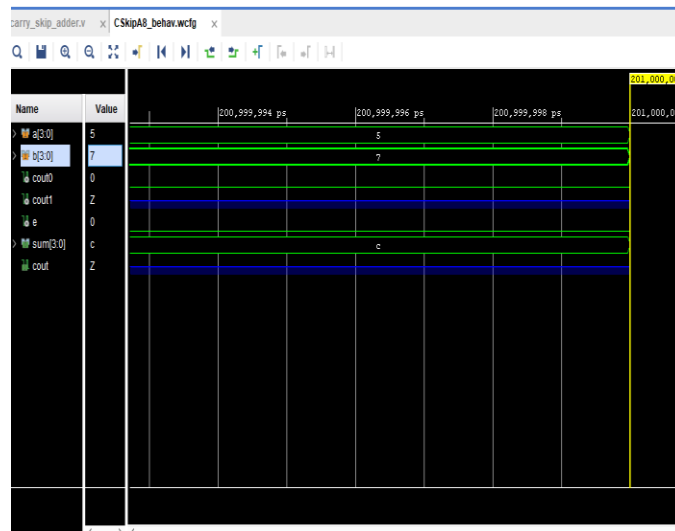 carry_skip_adder.v x CSkipA8_behav.wcfg x
201,000,00
Name Value 200,999,994 ps 200,999,996 ps 200,999,998 ps 201,000,0
a[3:0] 5 5
b[3:0] 7 7
cout0 0
cout1 Z
e 0
sum[3:0] c c
cout Z